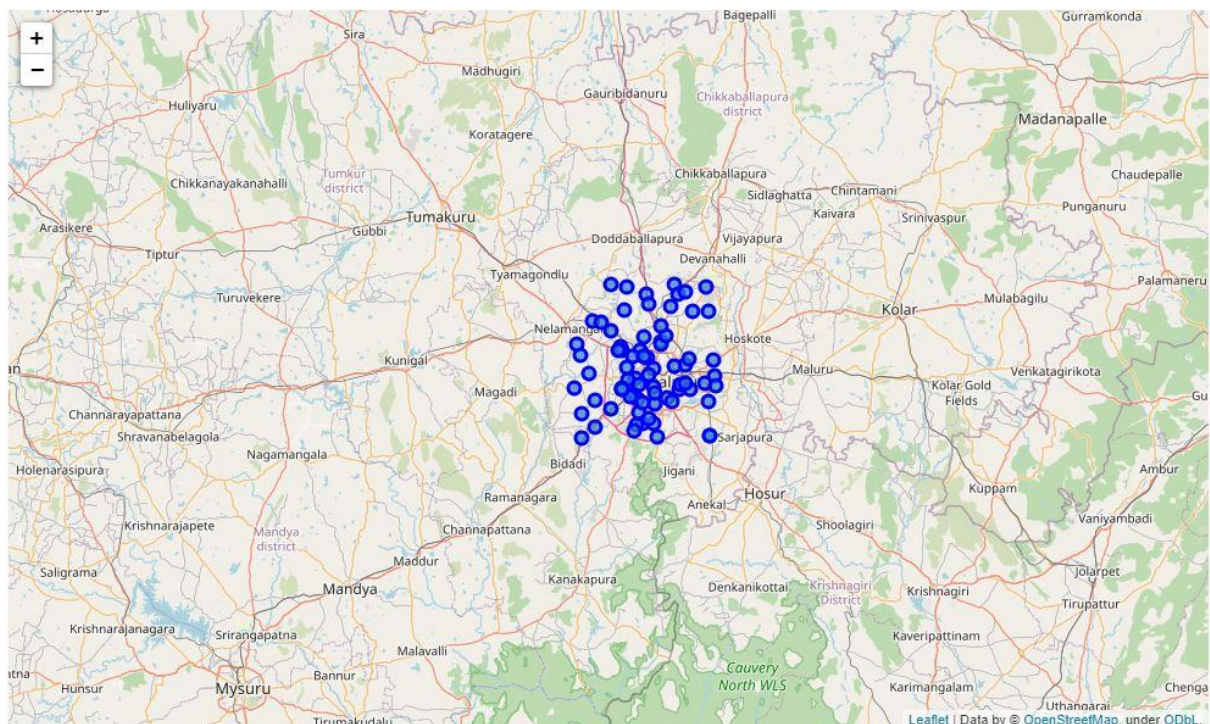 +
−
Bagepalli
Gurramkonda
Sira
Madhugiri
Gauribidanuru
Chikkaballapura
district
Huliyaru
Koratagere
Madanapalle
Chikkanayakanahalli
Tumkur
district
Chikkaballapura
Sidlaghatta
Chintamani
Chaudepalle
Punganuru
Kaivara
Srinivaspur
Arasikere
Gubbi
Tumakuru
Tiptur
Doddaballapura
Vijayapura
Devanahalli
Tyamagondlu
Palamaneru
Turuvekere
Kolar
Mulabagilu
Nelamanga
Hoskote
Kunigal
Maluru
Venkatagirikota
Magadi
Kolar Gold
Fields
Channarayapattana
Shravanabelagola
Nagamangala
Sarjapura
Holenarasipura
Bidadi
Jigani
Ambur
Ramanagara
Anekal
Hosur
Kuppam
Krishnarajapete
Mandya
district
Channapattana
Shoolagiri
Vaniyambadi
Maddur
Saligrama
Mandya
Kanakapura
Denkanikottai
Krishnagiri
District
Krishnagiri
Jolarpet
Tirupattur
Krishnarajanagara
Srirangapatna
Malavalli
Kaveripattinam
Cauvery
North WLS
Hunsur
Mysuru
Bannur
Karimangalam
Chenga
Tirumakudalu
Uthangarai
Leaflet | Data by © OpenStreetMap, under ODbL.